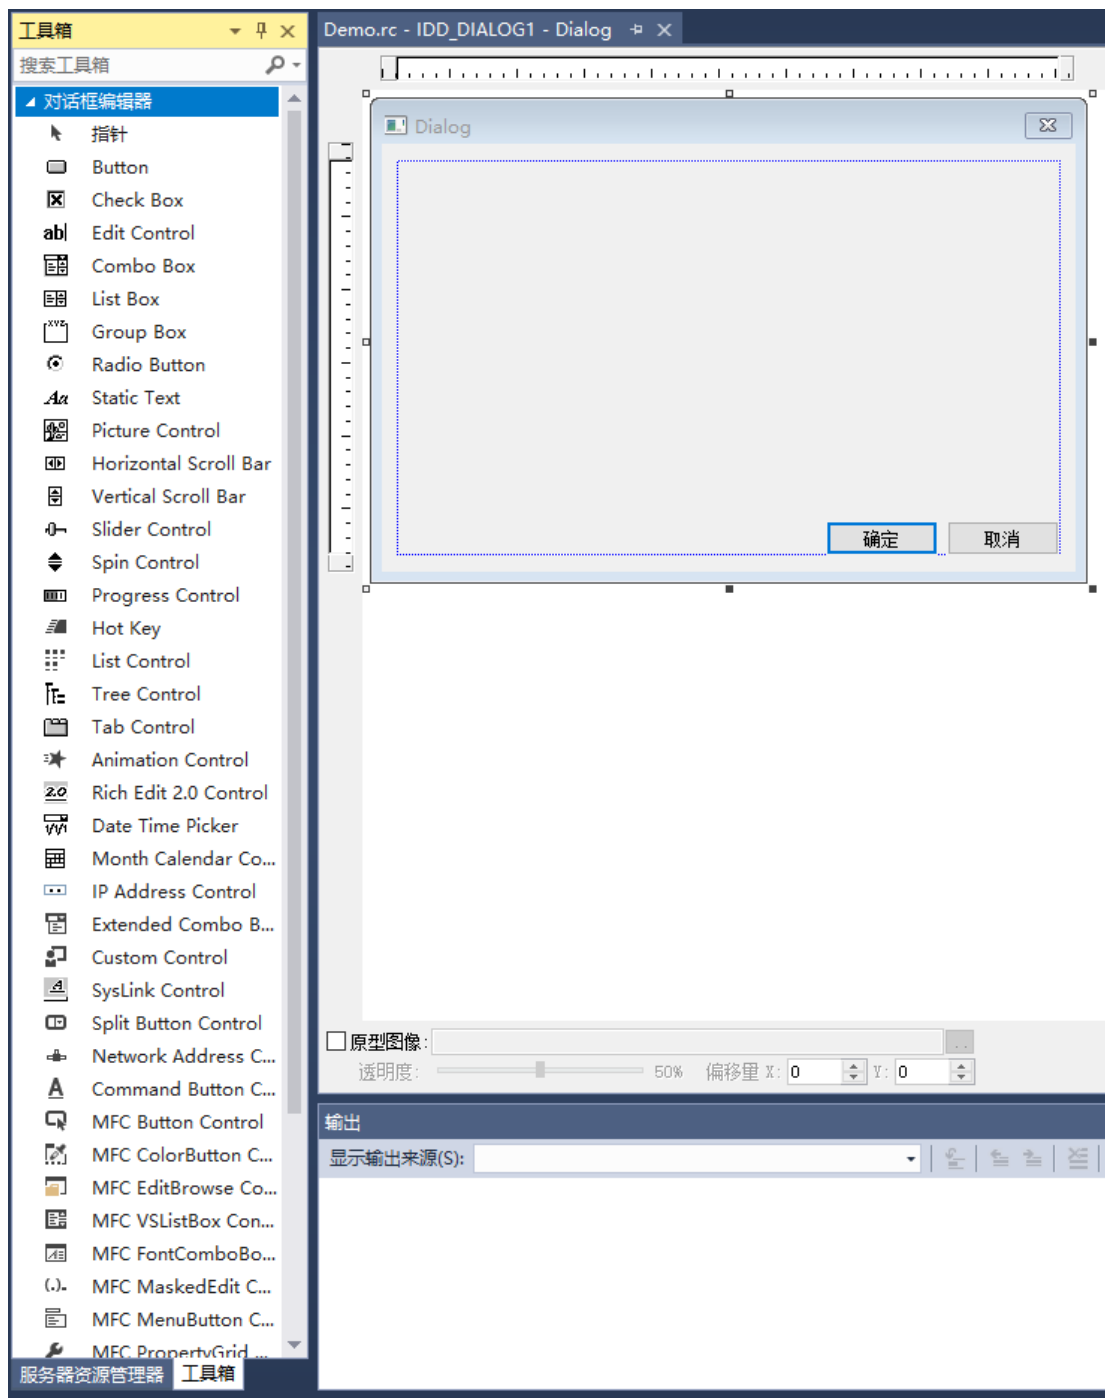 工具箱
搜索工具箱
对话框编辑器
指针
Button
Check Box
Edit Control
Combo Box
List Box
Group Box
Radio Button
Static Text
Picture Control
Horizontal Scroll Bar
Vertical Scroll Bar
Slider Control
Spin Control
Progress Control
Hot Key
List Control
Tree Control
Tab Control
Animation Control
Rich Edit 2.0 Control
Date Time Picker
Month Calendar Co...
IP Address Control
Extended Combo B...
Custom Control
SysLink Control
Split Button Control
Network Address C...
Command Button C...
MFC Button Control
MFC ColorButton C...
MFC EditBrowse Co...
MFC VSListBox Con...
MFC FontComboBo...
MFC MaskedEdit C...
MFC MenuButton C...
MFC PropertyGrid ...
服务器资源管理器 工具箱
Demo.rc - IDD_DIALOG1 - Dialog
Dialog
确定 取消
原型图像: ..
透明度: 50% 偏移量 X: 0 Y: 0
输出
显示输出来源(S):